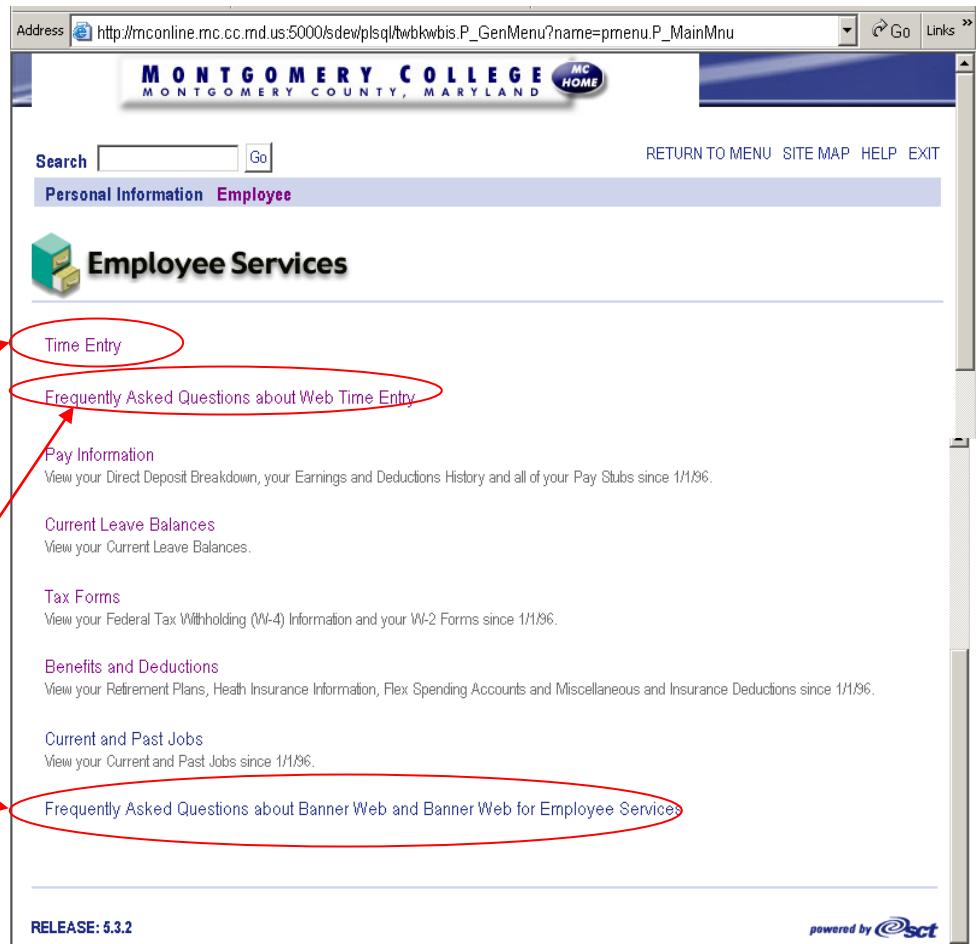 Address http://mconline.mc.cc.md.us:5000/sdev/plsql/twbkwbis.P_GenMenu?name=pmenu.P_MainMnu Go Links »
MONTGOMERY COLLEGE MC HOME
MONTGOMERY COUNTY, MARYLAND
Search Go RETURN TO MENU SITE MAP HELP EXIT
Personal Information Employee
Employee Services
Time Entry
Frequently Asked Questions about Web Time Entry
Pay Information
View your Direct Deposit Breakdown, your Earnings and Deductions History and all of your Pay Stubs since 1/1/96.
Current Leave Balances
View your Current Leave Balances.
Tax Forms
View your Federal Tax Withholding (W-4) Information and your W-2 Forms since 1/1/96.
Benefits and Deductions
View your Retirement Plans, Heath Insurance Information, Flex Spending Accounts and Miscellaneous and Insurance Deductions since 1/1/96.
Current and Past Jobs
View your Current and Past Jobs since 1/1/96.
Frequently Asked Questions about Banner Web and Banner Web for Employee Services
RELEASE: 5.3.2 powered by sct